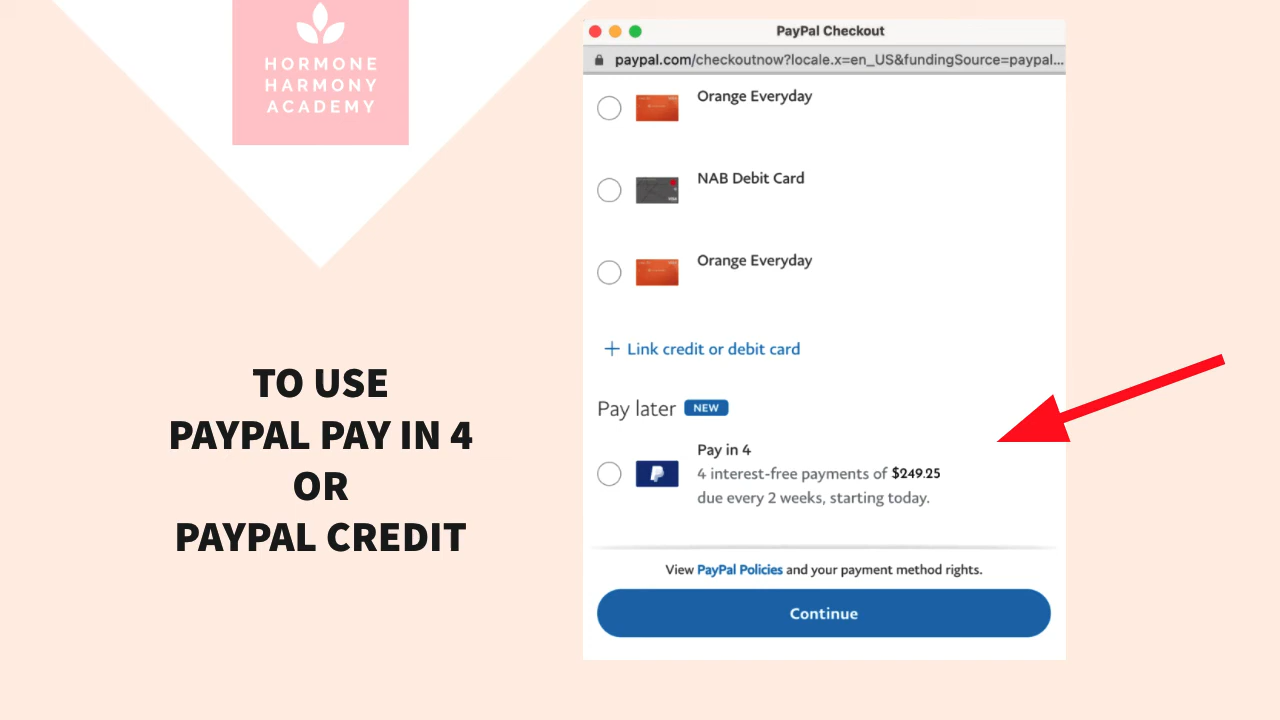 HORMONE
HARMONY
ACADEMY
TO USE
PAYPAL PAY IN 4
OR
PAYPAL CREDIT
PayPal Checkout
paypal.com/checkoutnow?locale.x=en_US&fundingSource=paypal...
Orange Everyday
NAB Debit Card
Orange Everyday
+ Link credit or debit card
Pay later NEW
Pay in 4
4 interest-free payments of $249.25
due every 2 weeks, starting today.
View PayPal Policies and your payment method rights.
Continue